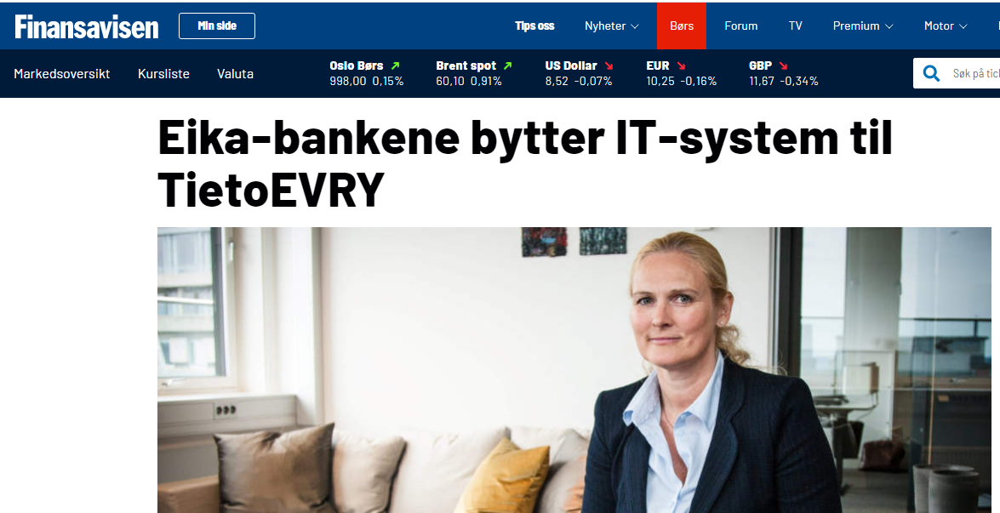 Finansavisen Min side Tips oss Nyheter Børs Forum TV Premium Motor
Markedsoversikt Kursliste Valuta
Oslo Børs Brent spot US Dollar EUR GBP
998,00 0,15% 60,10 0,91% 8,52 -0,07% 10,25 -0,16% 11,67 -0,34%
Søk på
Eika-bankene bytter IT-system til
TietoEVRY